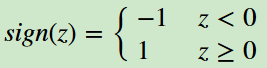 sign(z) = { −1 z < 0
1 z ≥ 0